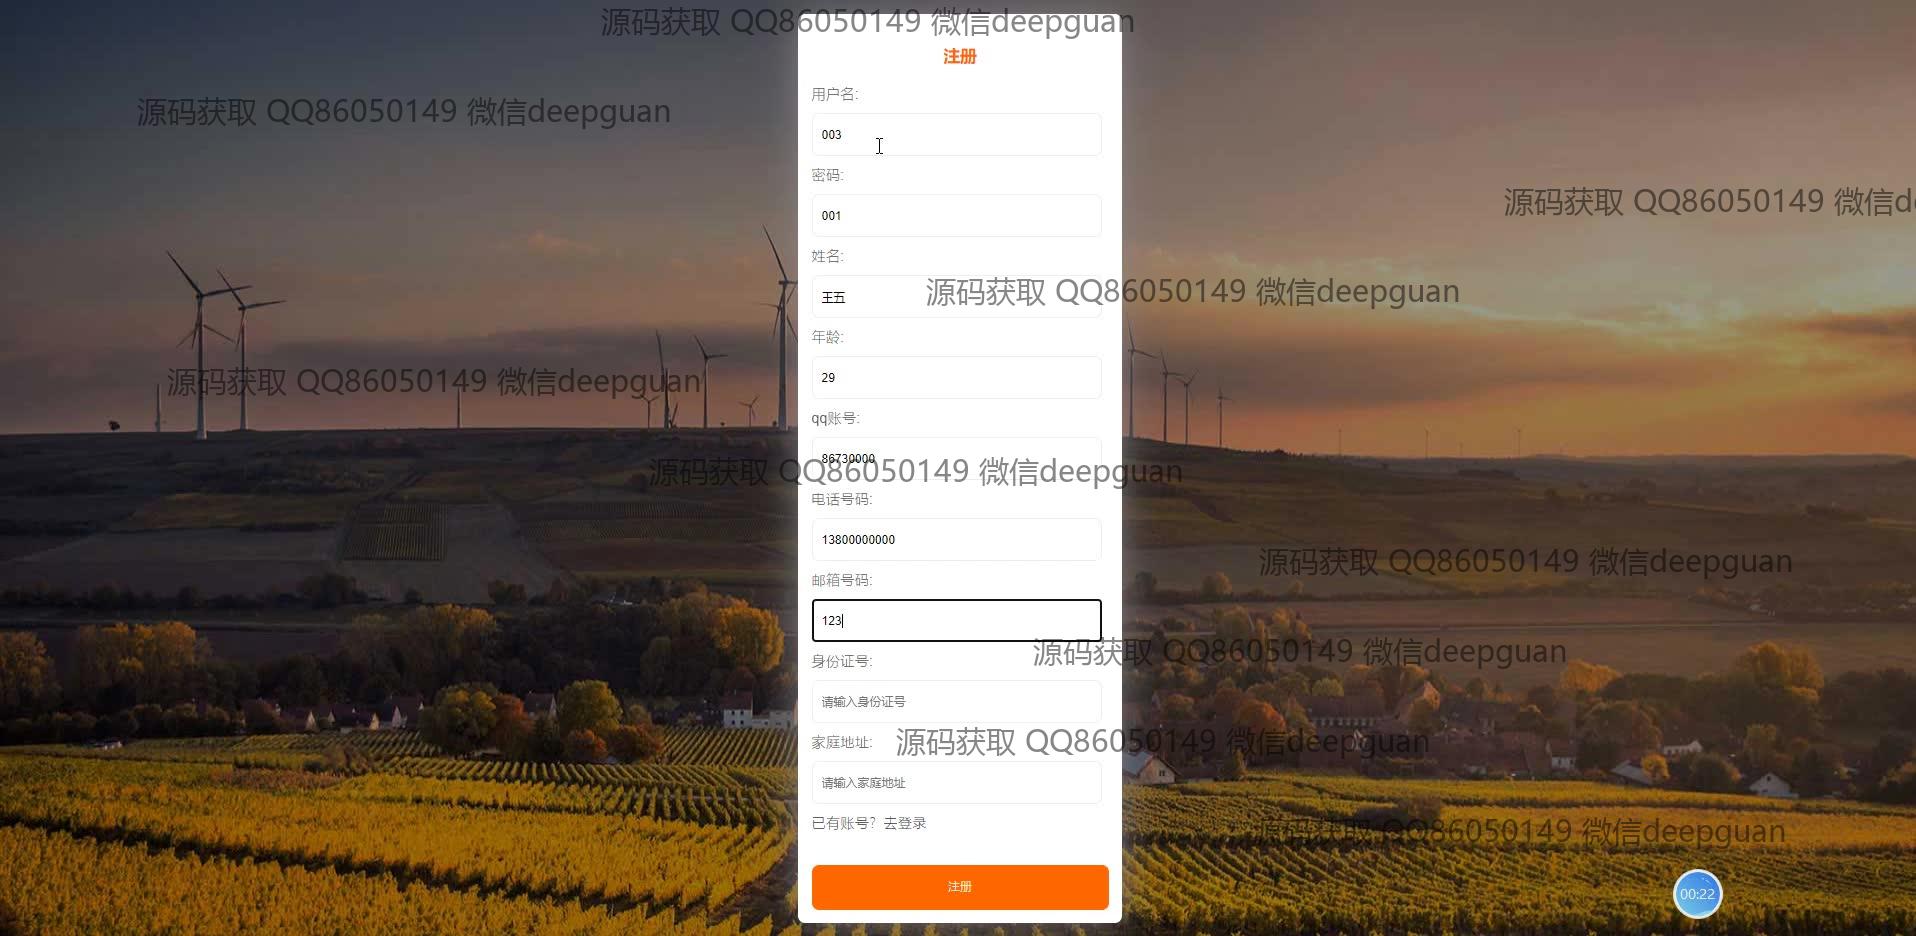 源码获取 QQ86050149 微信deepguan
注册
用户名:
源码获取 QQ86050149 微信deepguan
003
密码:
源码获取 QQ86050149 微信d
001
姓名:
源码获取 QQ86050149 微信deepguan
王五
年龄:
29
源码获取 QQ86050149 微信deepguan
qq账号:
86730000
源码获取 QQ86050149 微信deepguan
电话号码:
13800000000
源码获取 QQ86050149 微信deepguan
邮箱号码:
123
源码获取 QQ86050149 微信deepguan
身份证号:
请输入身份证号
家庭地址:
源码获取 QQ86050149 微信deepguan
请输入家庭地址
已有账号？去登录
源码获取 QQ86050149 微信deepguan
注册
00:22